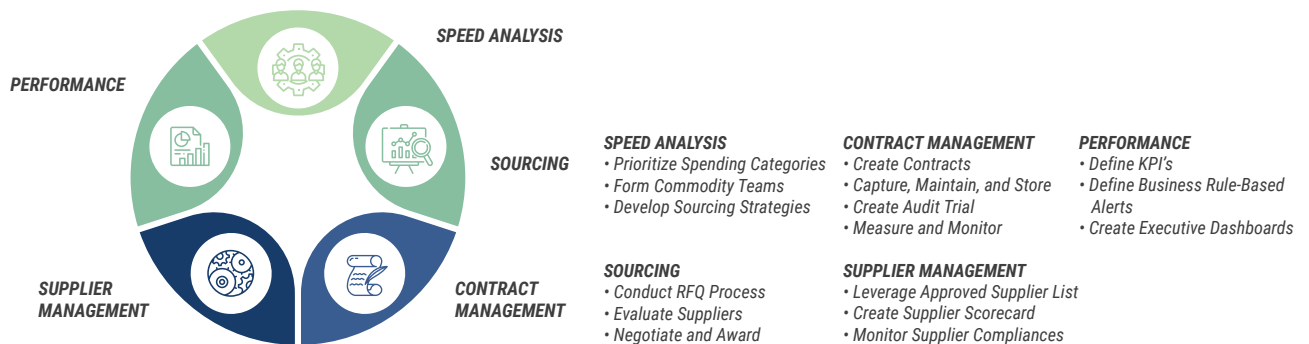 SPEED ANALYSIS
PERFORMANCE
SOURCING
SUPPLIER
MANAGEMENT
CONTRACT
MANAGEMENT
SPEED ANALYSIS
• Prioritize Spending Categories
• Form Commodity Teams
• Develop Sourcing Strategies
CONTRACT MANAGEMENT
• Create Contracts
• Capture, Maintain, and Store
• Create Audit Trial
• Measure and Monitor
PERFORMANCE
• Define KPI's
• Define Business Rule-Based
Alerts
• Create Executive Dashboards
SOURCING
• Conduct RFQ Process
• Evaluate Suppliers
• Negotiate and Award
SUPPLIER MANAGEMENT
• Leverage Approved Supplier List
• Create Supplier Scorecard
• Monitor Supplier Compliances